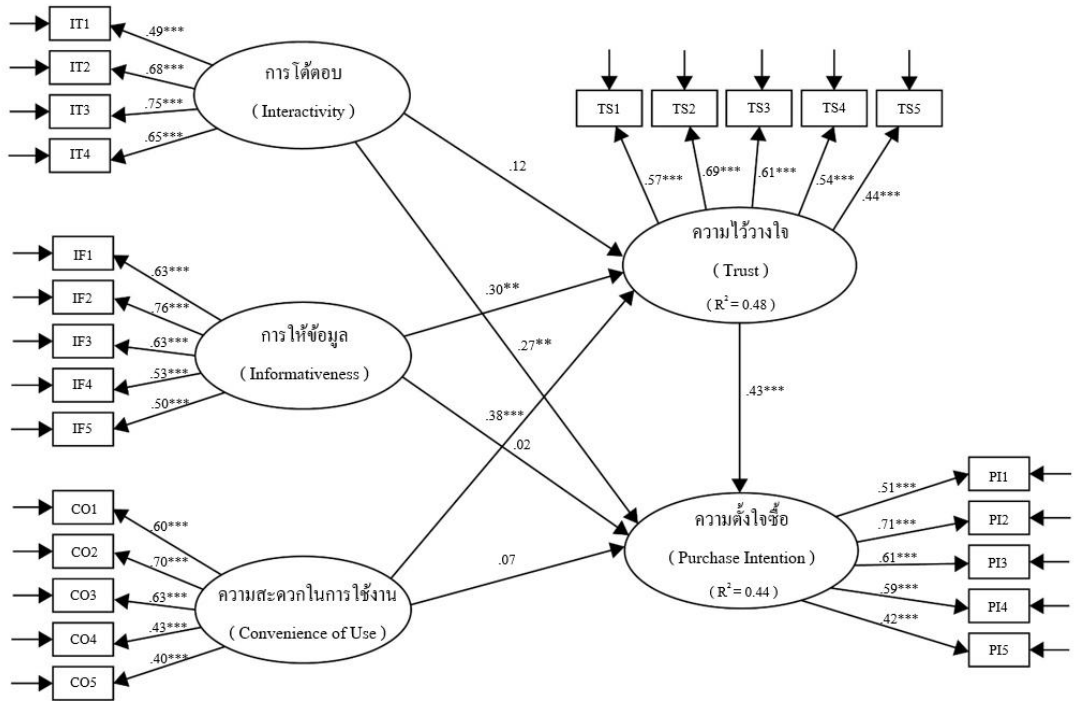 IT1
IT2
IT3
IT4
.49***
.68***
.75***
.65***
การโต้ตอบ
( Interactivity )
IF1
IF2
IF3
IF4
IF5
.63***
.76***
.63***
.53***
.50***
การให้ข้อมูล
( Informativeness )
CO1
CO2
CO3
CO4
CO5
.60***
.70***
.63***
.43***
.40***
ความสะดวกในการใช้งาน
( Convenience of Use )
.12
.30**
.27**
.38***
.02
.07
TS1
TS2
TS3
TS4
TS5
.57***
.69***
.61***
.54***
.44***
ความไว้วางใจ
( Trust )
( R² = 0.48 )
.43***
ความตั้งใจซื้อ
( Purchase Intention )
( R² = 0.44 )
.51***
.71***
.61***
.59***
.42***
PI1
PI2
PI3
PI4
PI5